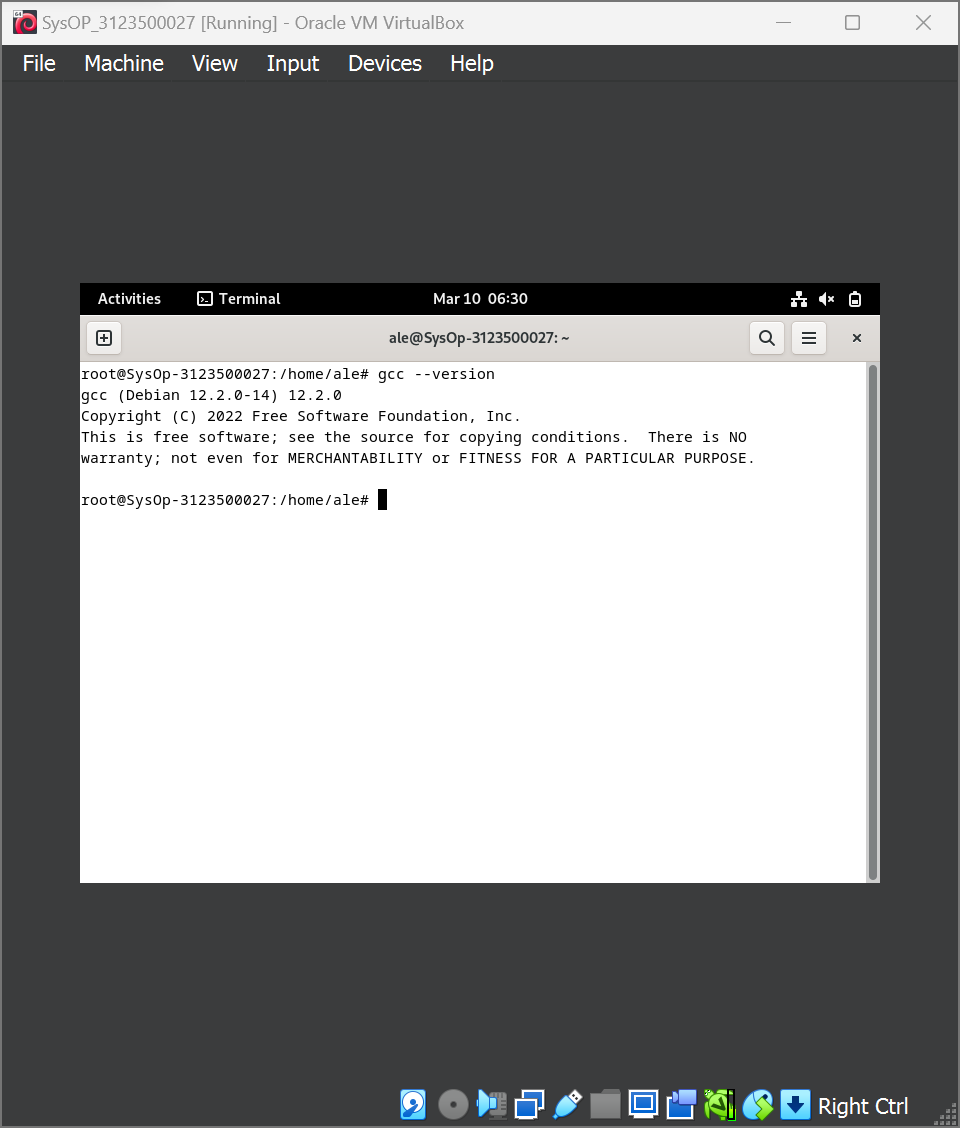 SysOP_3123500027 [Running] - Oracle VM VirtualBox
File Machine View Input Devices Help
Activities Terminal Mar 10 06:30
ale@SysOp-3123500027: ~
root@SysOp-3123500027:/home/ale# gcc --version
gcc (Debian 12.2.0-14) 12.2.0
Copyright (C) 2022 Free Software Foundation, Inc.
This is free software; see the source for copying conditions.  There is NO
warranty; not even for MERCHANTABILITY or FITNESS FOR A PARTICULAR PURPOSE.
root@SysOp-3123500027:/home/ale#
Right Ctrl